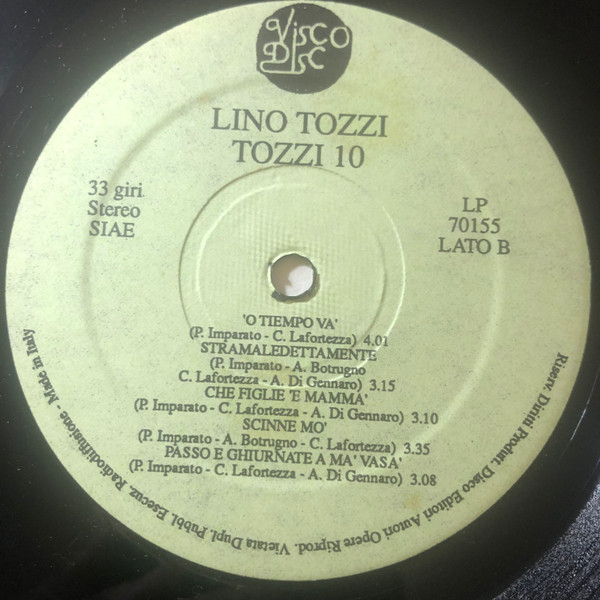 Visco
Disc
LINO TOZZI
TOZZI 10
33 giri
Stereo
SIAE
LP
70155
LATO B
'O TIEMPO VA'
(P. Imparato - C. Lafortezza) 4.01
STRAMALEDETTAMENTE
(P. Imparato - A. Botrugno
C. Lafortezza - A. Di Gennaro) 3.15
CHE FIGLIE 'E MAMMA'
(P. Imparato - C. Lafortezza - A. Di Gennaro) 3.10
SCINNE MO'
(P. Imparato - A. Botrugno - C. Lafortezza) 3.35
PASSO E GHIURNATE A MA' VASA'
(P. Imparato - C. Lafortezza - A. Di Gennaro) 3.08
Riserv. Diritti Produt. Disco Editori Autori Opere Riprod. Vietata Dupl. Pubbl. Esecuz. Radiodiffusione - Made in Italy